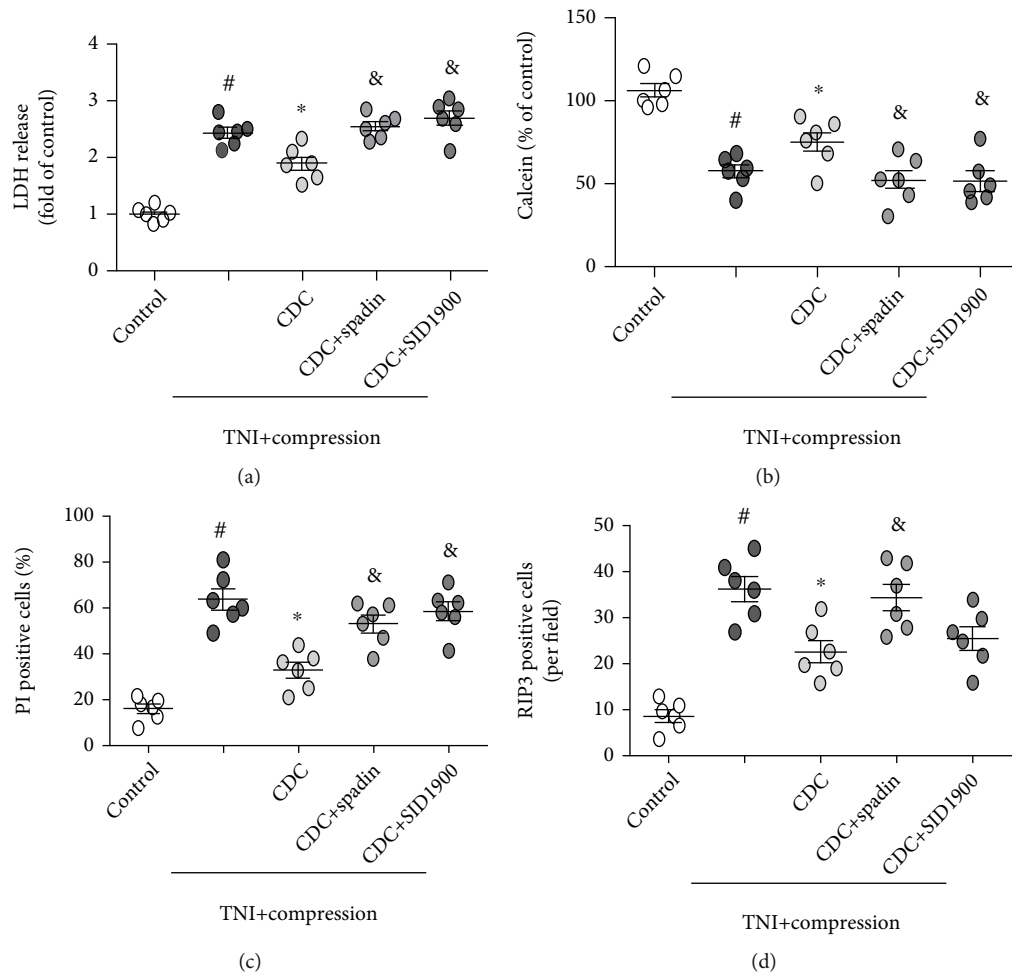 LDH release
(fold of control)
4
3
2
1
0
#
*
&
&
Control
CDC
CDC+spadin
CDC+SID1900
TNI+compression
(a)
Calcein (% of control)
150
100
50
0
#
*
&
&
Control
CDC
CDC+spadin
CDC+SID1900
TNI+compression
(b)
PI positive cells (%)
100
80
60
40
20
0
#
*
&
&
Control
CDC
CDC+spadin
CDC+SID1900
TNI+compression
(c)
RIP3 positive cells
(per field)
50
40
30
20
10
0
#
*
&
Control
CDC
CDC+spadin
CDC+SID1900
TNI+compression
(d)